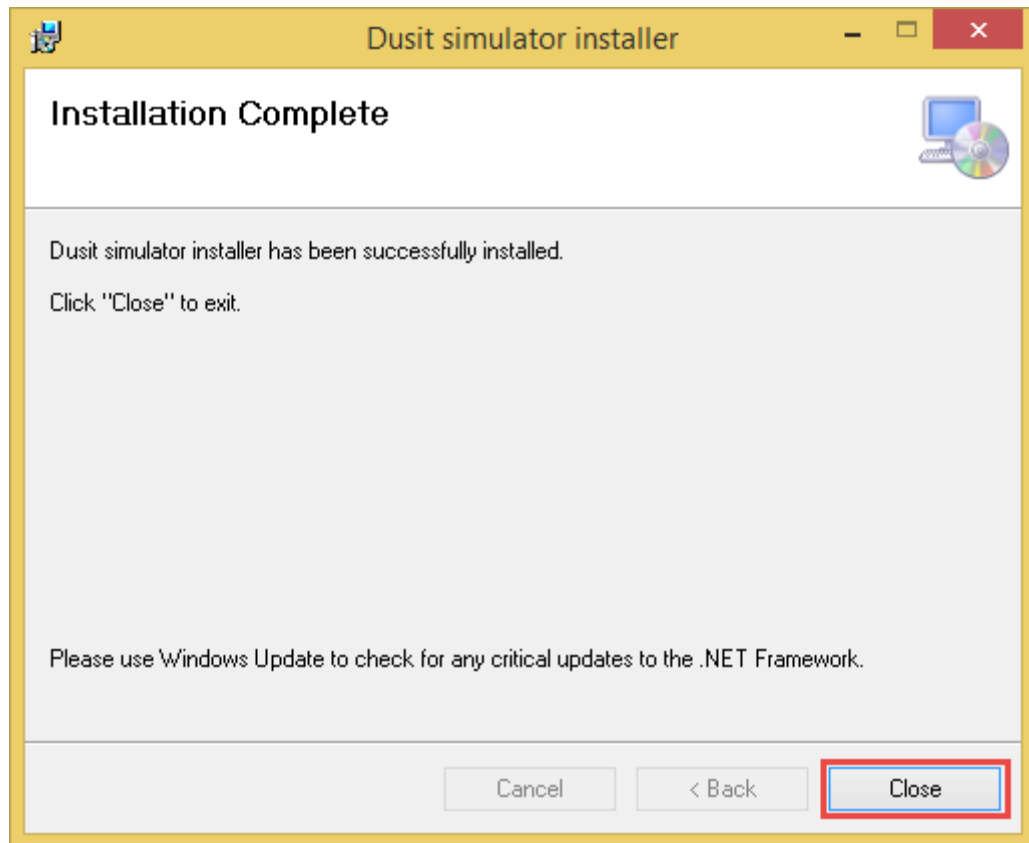 Dusit simulator installer
Installation Complete
Dusit simulator installer has been successfully installed.
Click "Close" to exit.
Please use Windows Update to check for any critical updates to the .NET Framework.
Cancel
< Back
Close